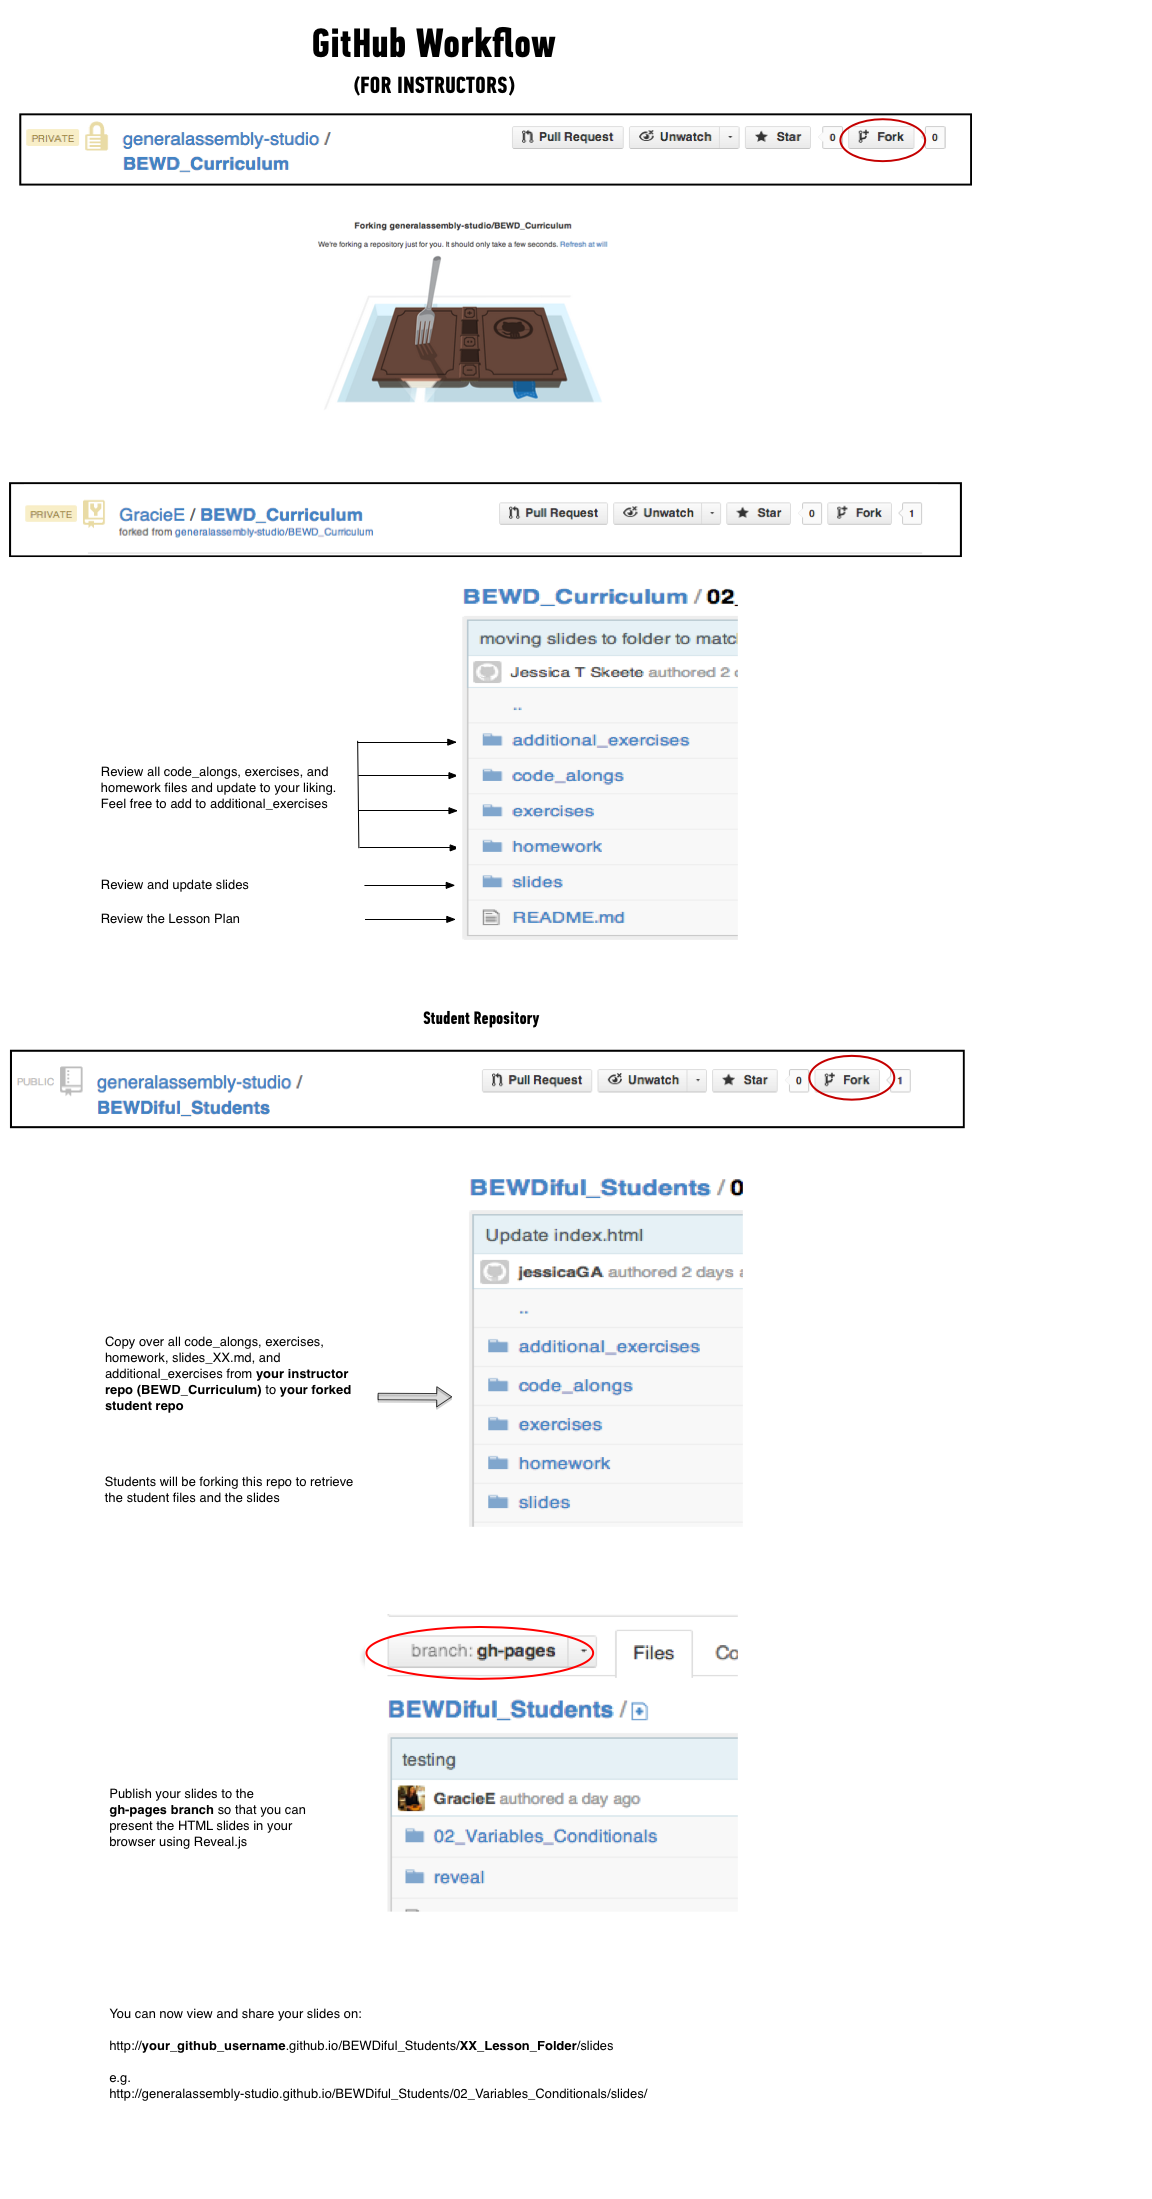 GitHub Workflow
(FOR INSTRUCTORS)
PRIVATE generalassembly-studio / Pull Request Unwatch Star 0 Fork 0
BEWD_Curriculum
Forking generalassembly-studio/BEWD_Curriculum
We're forking a repository just for you. It should only take a few seconds. Refresh at will
PRIVATE GracieE / BEWD_Curriculum Pull Request Unwatch Star 0 Fork 1
forked from generalassembly-studio/BEWD_Curriculum
BEWD_Curriculum / 02_
moving slides to folder to matc
Jessica T Skeete authored 2
..
additional_exercises
code_alongs
exercises
homework
slides
README.md
Review all code_alongs, exercises, and
homework files and update to your liking.
Feel free to add to additional_exercises
Review and update slides
Review the Lesson Plan
Student Repository
PUBLIC generalassembly-studio / Pull Request Unwatch Star 0 Fork 1
BEWDiful_Students
BEWDiful_Students / 0
Update index.html
jessicaGA authored 2 days a
..
additional_exercises
code_alongs
exercises
homework
slides
Copy over all code_alongs, exercises,
homework, slides_XX.md, and
additional_exercises from your instructor
repo (BEWD_Curriculum) to your forked
student repo
Students will be forking this repo to retrieve
the student files and the slides
branch: gh-pages Files Co
BEWDiful_Students /
testing
GracieE authored a day ago
02_Variables_Conditionals
reveal
Publish your slides to the
gh-pages branch so that you can
present the HTML slides in your
browser using Reveal.js
You can now view and share your slides on:
http://your_github_username.github.io/BEWDiful_Students/XX_Lesson_Folder/slides
e.g.
http://generalassembly-studio.github.io/BEWDiful_Students/02_Variables_Conditionals/slides/